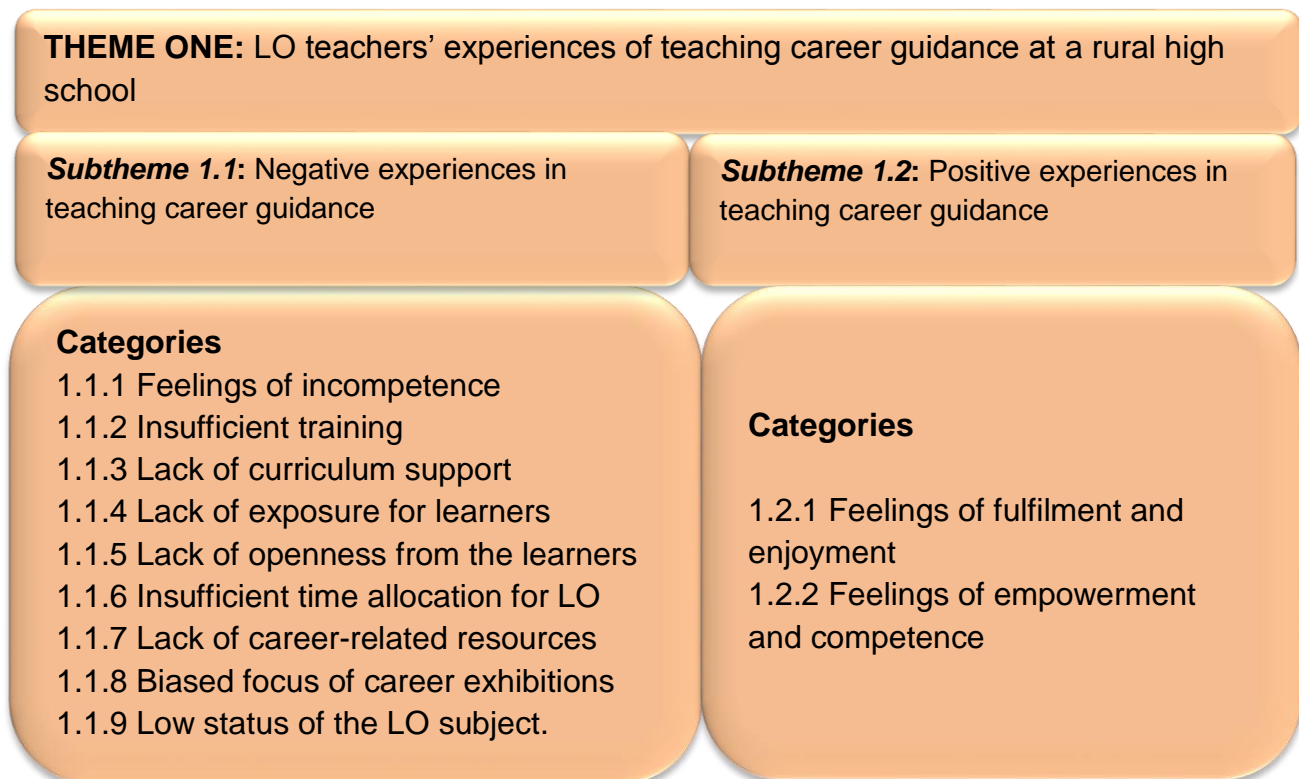 THEME ONE: LO teachers’ experiences of teaching career guidance at a rural high
school
Subtheme 1.1: Negative experiences in
teaching career guidance
Subtheme 1.2: Positive experiences in
teaching career guidance
Categories
1.1.1 Feelings of incompetence
1.1.2 Insufficient training
1.1.3 Lack of curriculum support
1.1.4 Lack of exposure for learners
1.1.5 Lack of openness from the learners
1.1.6 Insufficient time allocation for LO
1.1.7 Lack of career-related resources
1.1.8 Biased focus of career exhibitions
1.1.9 Low status of the LO subject.
Categories
1.2.1 Feelings of fulfilment and
enjoyment
1.2.2 Feelings of empowerment
and competence